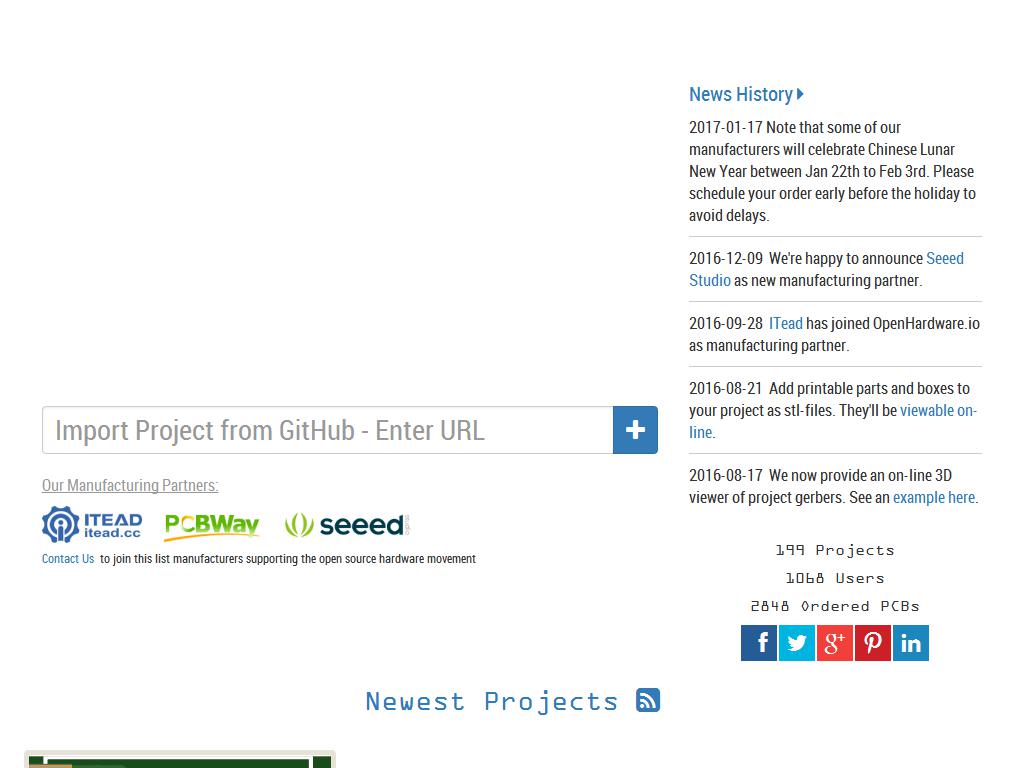 News History
2017-01-17 Note that some of our
manufacturers will celebrate Chinese Lunar
New Year between Jan 22th to Feb 3rd. Please
schedule your order early before the holiday to
avoid delays.
2016-12-09 We're happy to announce Seeed
Studio as new manufacturing partner.
2016-09-28 ITead has joined OpenHardware.io
as manufacturing partner.
2016-08-21 Add printable parts and boxes to
your project as stl-files. They'll be viewable on-
line.
2016-08-17 We now provide an on-line 3D
viewer of project gerbers. See an example here.
Import Project from GitHub - Enter URL
Our Manufacturing Partners:
ITEAD
itead.cc
PCBWay
seeed
Contact Us to join this list manufacturers supporting the open source hardware movement
199 Projects
1068 Users
2848 Ordered PCBs
Newest Projects